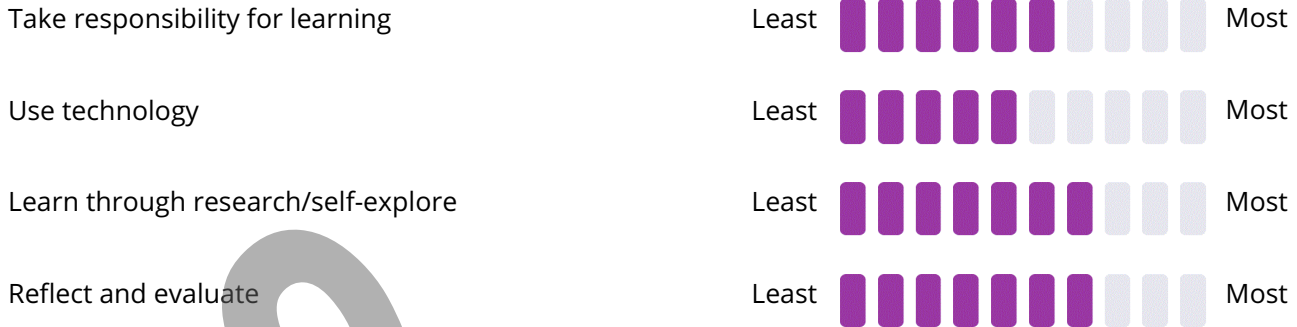 Take responsibility for learning Least Most
Use technology Least Most
Learn through research/self-explore Least Most
Reflect and evaluate Least Most